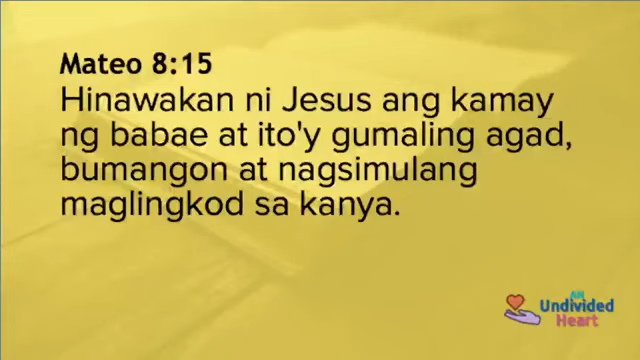 Mateo 8:15
Hinawakan ni Jesus ang kamay
ng babae at ito'y gumaling agad,
bumangon at nagsimulang
maglingkod sa kanya.
AN
Undivided
Heart